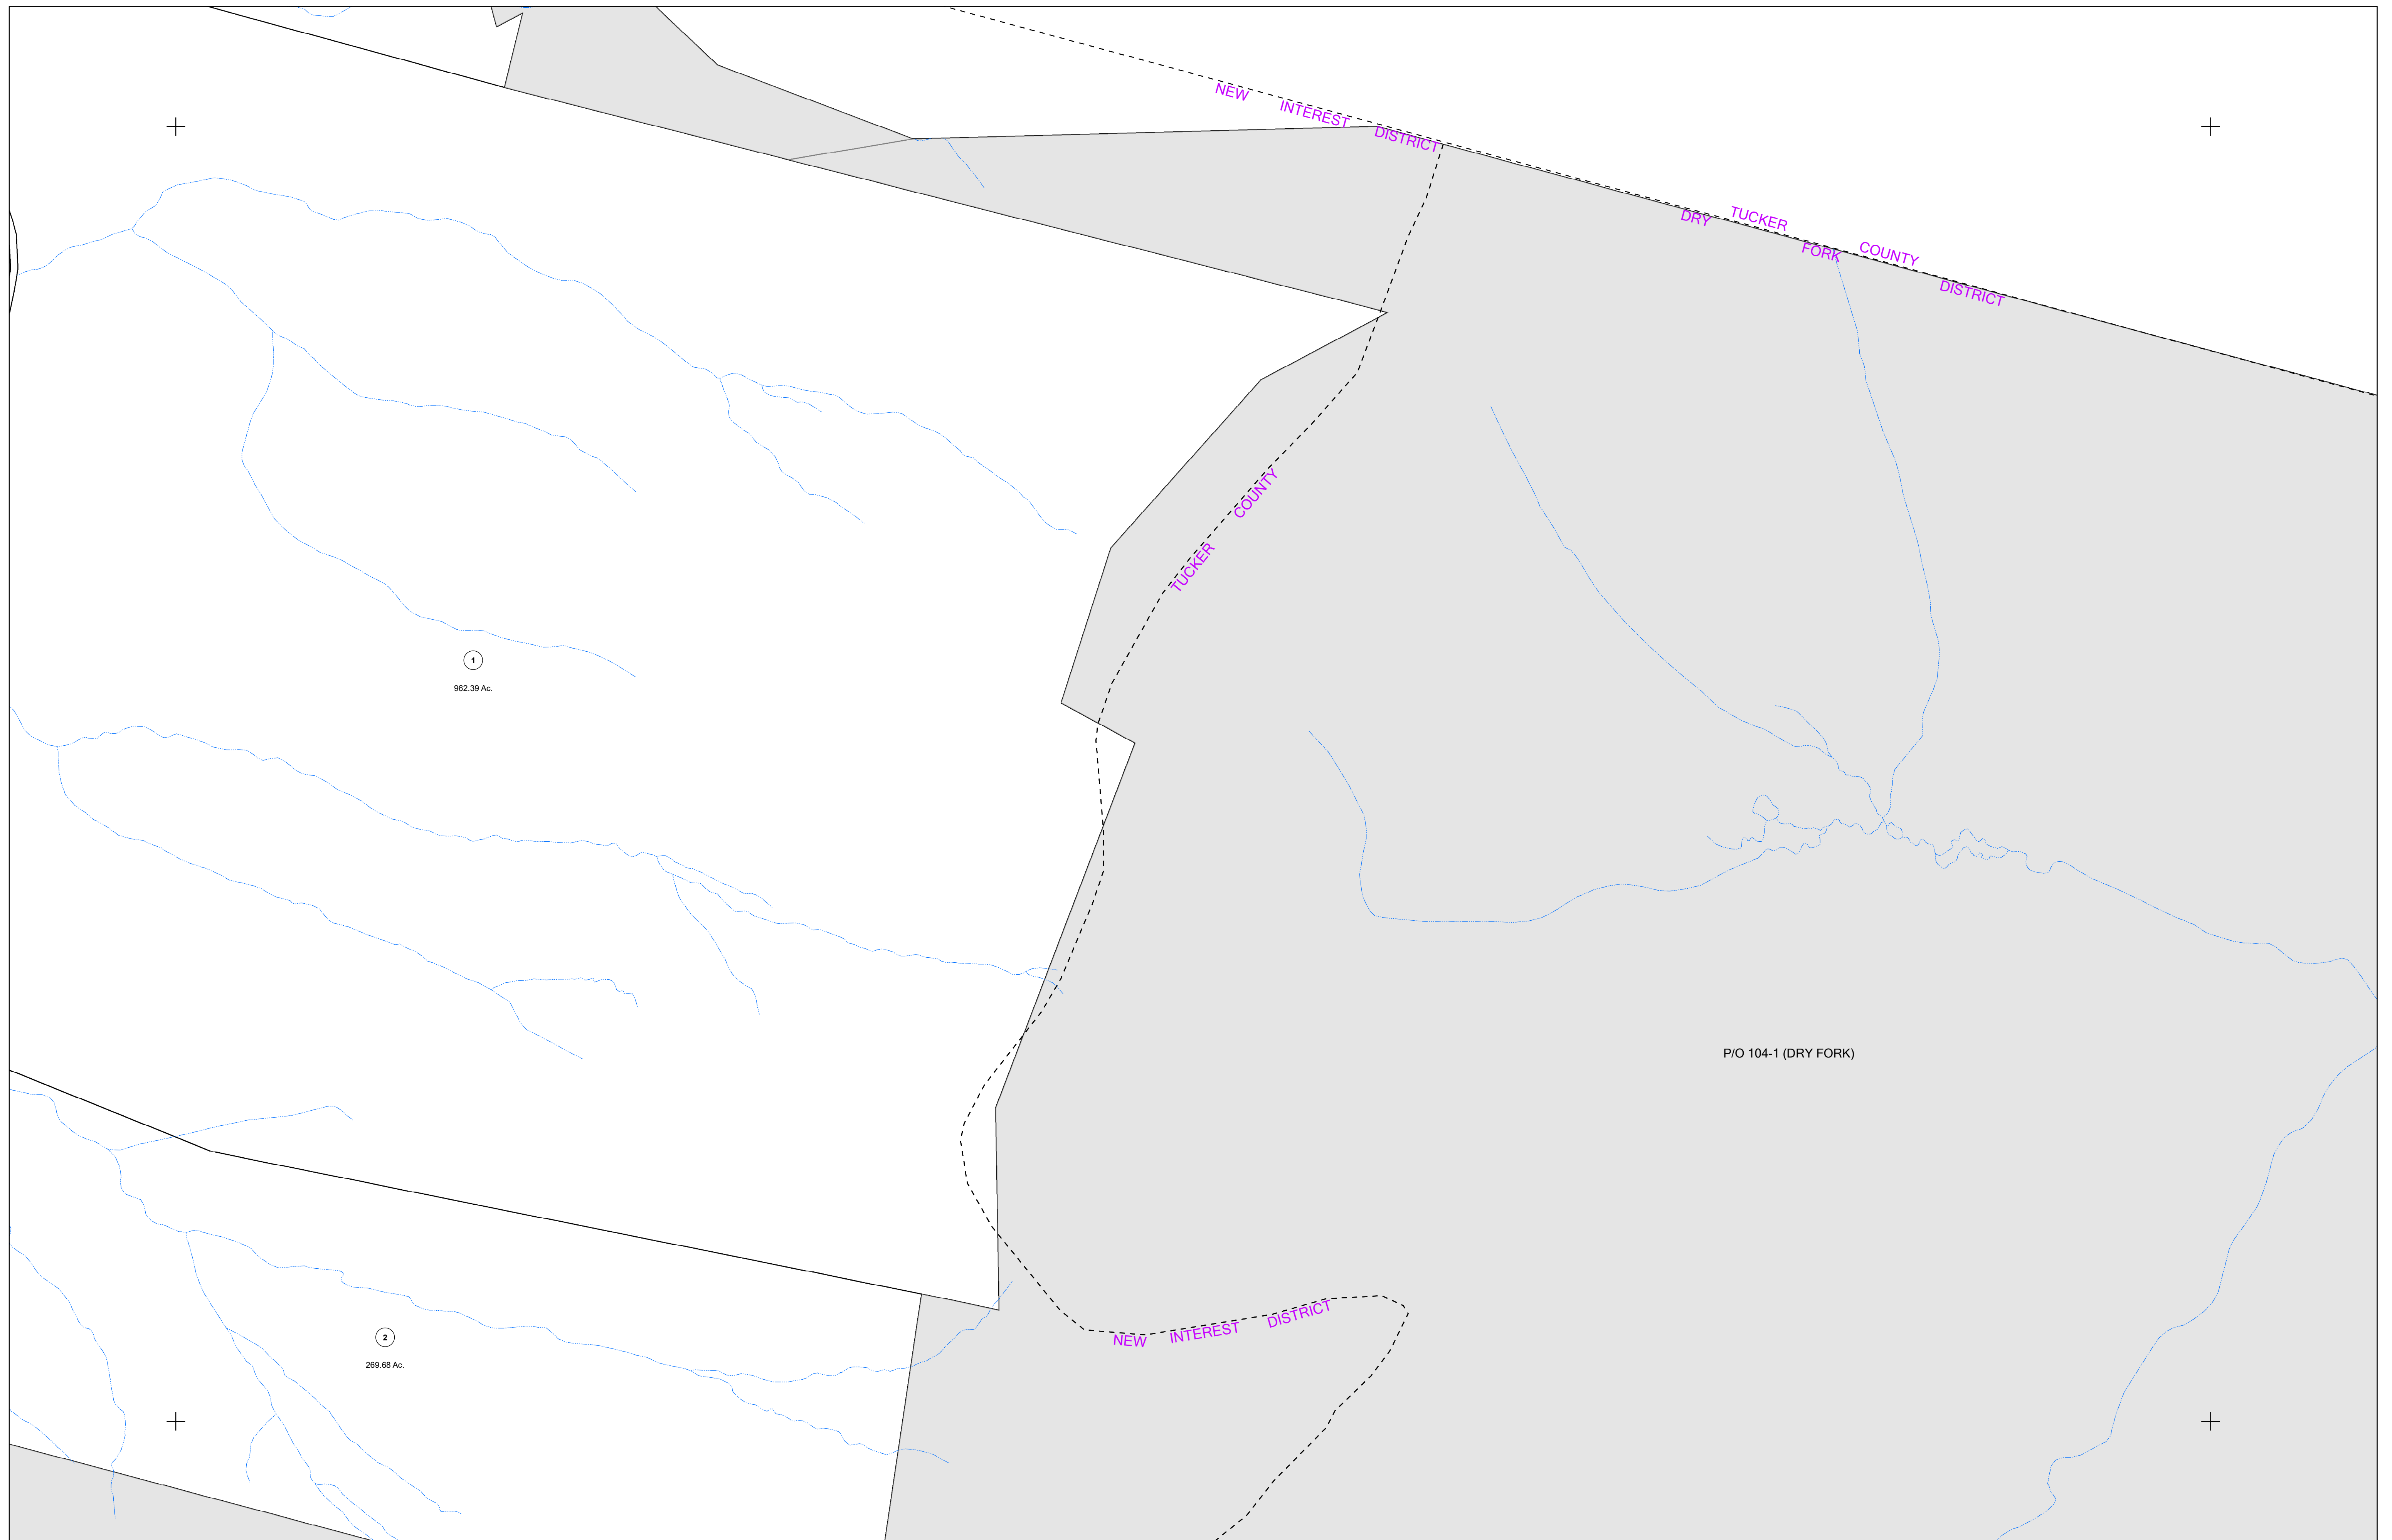 NEW INTEREST DISTRICT
DRY FORK DISTRICT
TUCKER COUNTY
TUCKER COUNTY
1
962.39 Ac.
P/O 104-1 (DRY FORK)
NEW INTEREST DISTRICT
2
269.68 Ac.